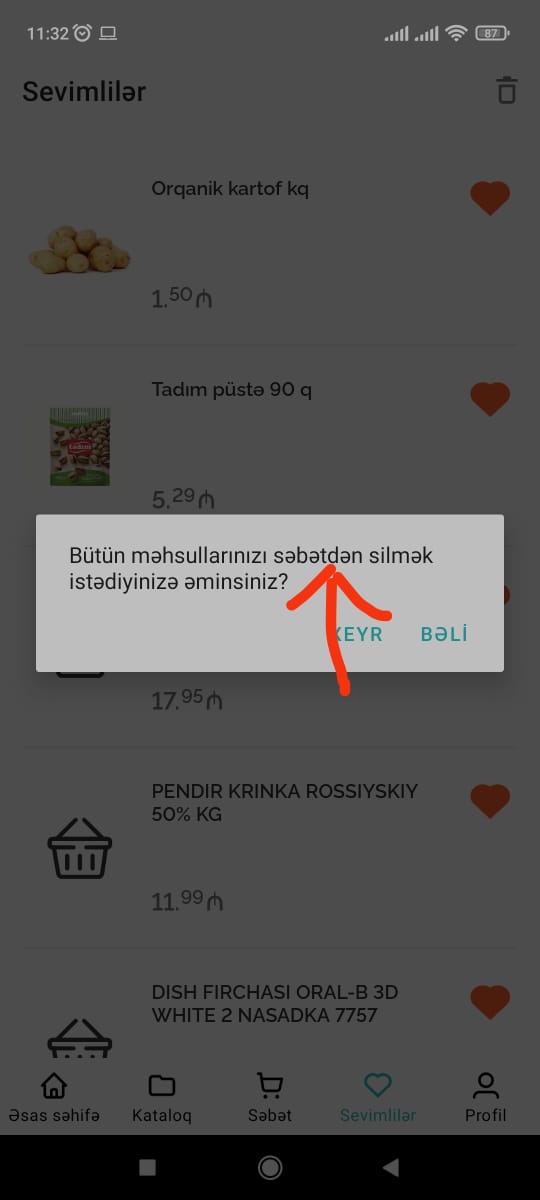 11:32
87
Sevimlilər
Orqanik kartof kq
1.50 ₼
Tadım püstə 90 q
5.29 ₼
Bütün məhsullarınızı səbətdən silmək
istədiyinizə əminsiniz?
XEYR BƏLİ
17.95 ₼
PENDIR KRINKA ROSSIYSKIY
50% KG
11.99 ₼
DISH FIRCHASI ORAL-B 3D
WHITE 2 NASADKA 7757
Əsas səhifə Kataloq Səbət Sevimlilər Profil